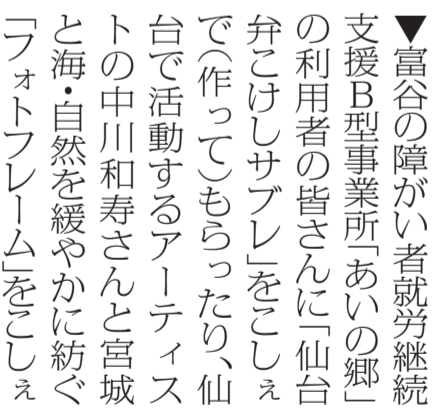 ▼富谷の障がい者就労継続
支援Ｂ型事業所「あいの郷」
の利用者の皆さんに「仙台
弁こけしサブレ」をこしぇ
で（作って）もらったり、仙
台で活動するアーティス
トの中川和寿さんと宮城
と海・自然を緩やかに紡ぐ
「フォトフレーム」をこしぇ